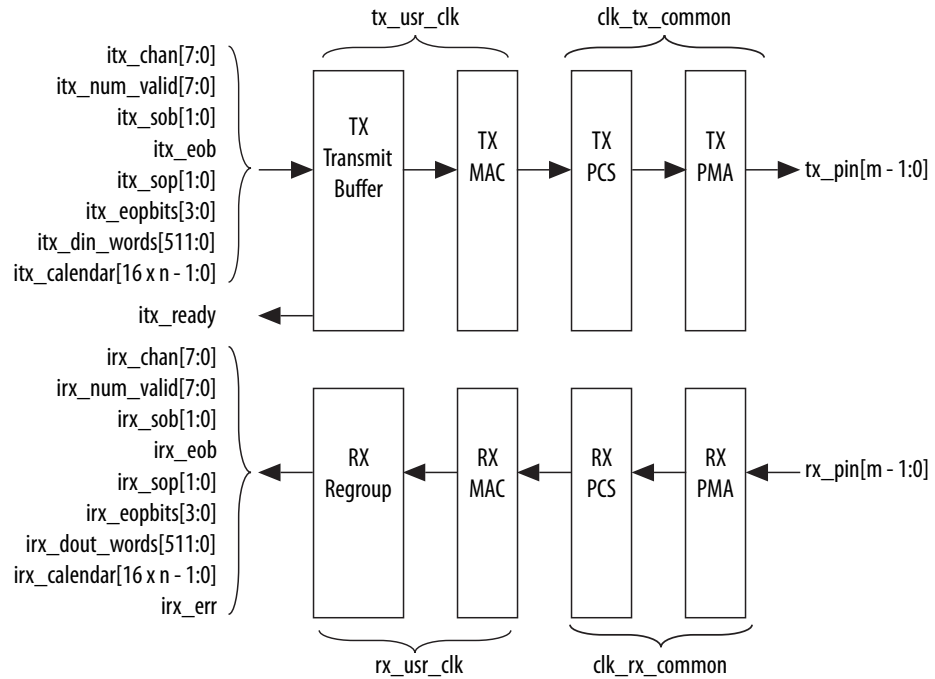 tx_usr_clk
clk_tx_common
itx_chan[7:0]
itx_num_valid[7:0]
itx_sob[1:0]
itx_eob
itx_sop[1:0]
itx_eopbits[3:0]
itx_din_words[511:0]
itx_calendar[16 x n - 1:0]
itx_ready
TX
Transmit
Buffer
TX
MAC
TX
PCS
TX
PMA
tx_pin[m - 1:0]
irx_chan[7:0]
irx_num_valid[7:0]
irx_sob[1:0]
irx_eob
irx_sop[1:0]
irx_eopbits[3:0]
irx_dout_words[511:0]
irx_calendar[16 x n - 1:0]
irx_err
RX
Regroup
RX
MAC
RX
PCS
RX
PMA
rx_pin[m - 1:0]
rx_usr_clk
clk_rx_common